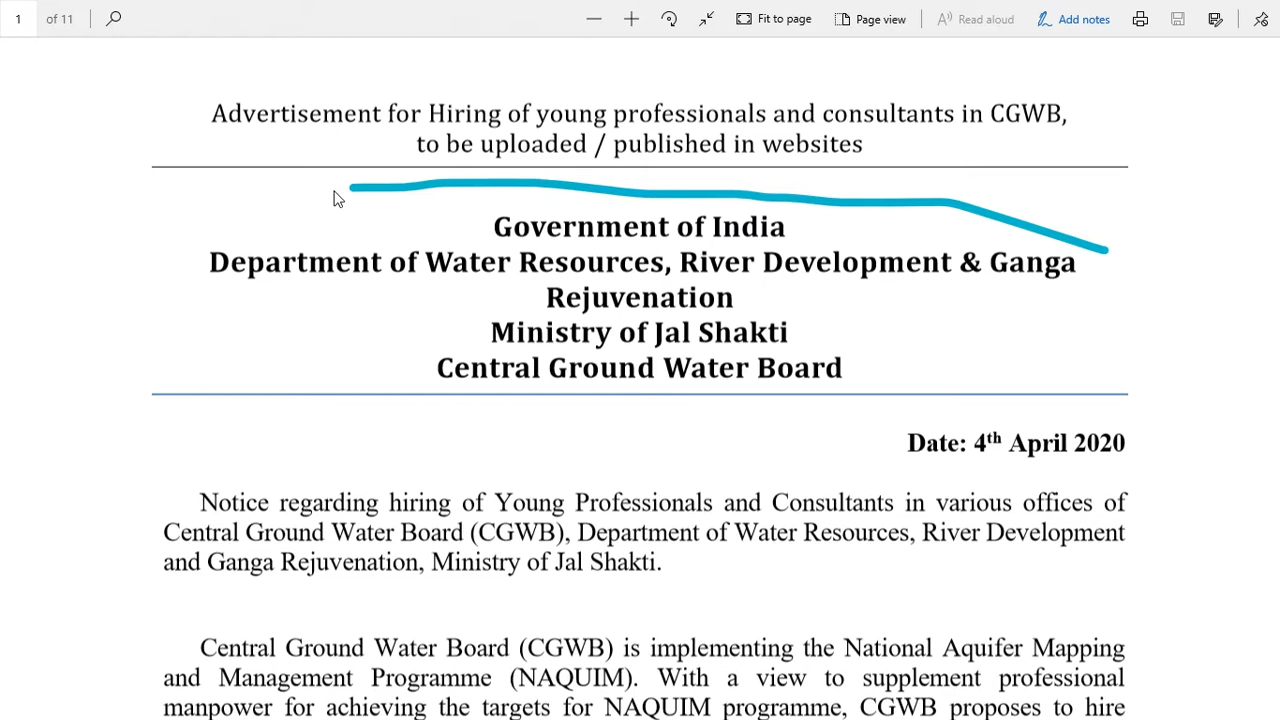 1 of 11 Fit to page Page view Read aloud Add notes
Advertisement for Hiring of young professionals and consultants in CGWB,
to be uploaded / published in websites
Government of India
Department of Water Resources, River Development & Ganga
Rejuvenation
Ministry of Jal Shakti
Central Ground Water Board
Date: 4th April 2020
Notice regarding hiring of Young Professionals and Consultants in various offices of
Central Ground Water Board (CGWB), Department of Water Resources, River Development
and Ganga Rejuvenation, Ministry of Jal Shakti.
Central Ground Water Board (CGWB) is implementing the National Aquifer Mapping
and Management Programme (NAQUIM). With a view to supplement professional
manpower for achieving the targets for NAQUIM programme, CGWB proposes to hire